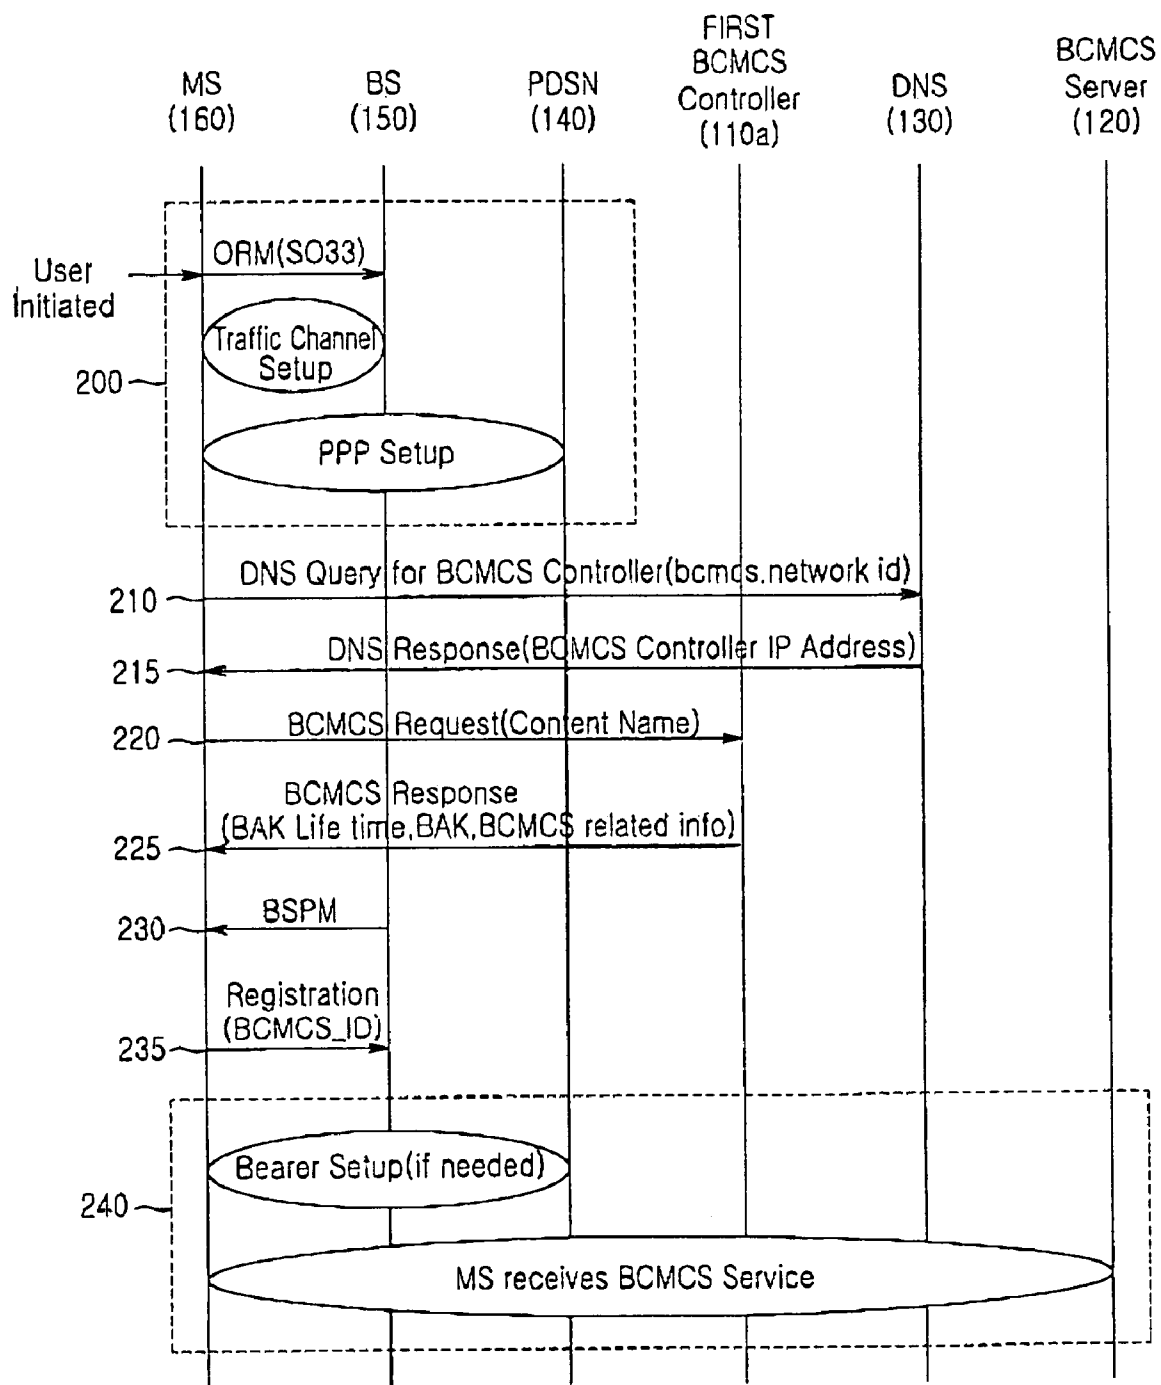 MS
(160)
BS
(150)
PDSN
(140)
FIRST
BCMCS
Controller
(110a)
DNS
(130)
BCMCS
Server
(120)
User
Initiated
ORM(SO33)
Traffic Channel
Setup
200
PPP Setup
DNS Query for BCMCS Controller(bcmcs.network id)
210
DNS Response(BCMCS Controller IP Address)
215
BCMCS Request(Content Name)
220
BCMCS Response
(BAK Life time,BAK,BCMCS related info)
225
BSPM
230
Registration
(BCMCS_ID)
235
Bearer Setup(if needed)
240
MS receives BCMCS Service